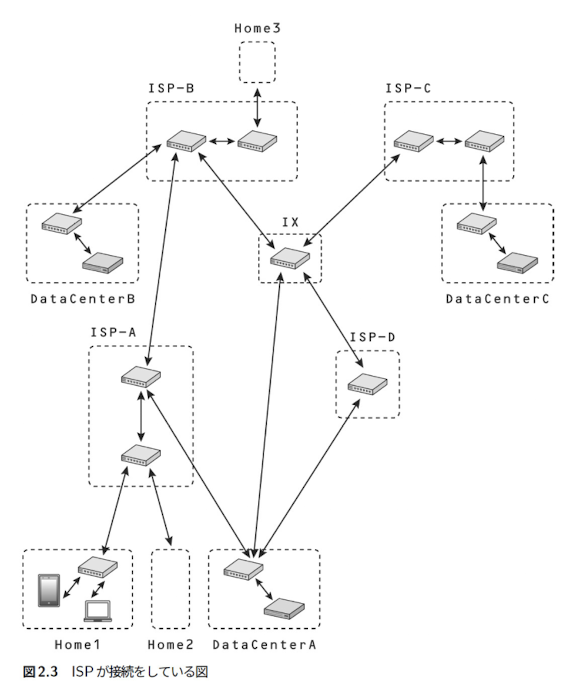 Home3
ISP-B
ISP-C
IX
DataCenterB
DataCenterC
ISP-A
ISP-D
Home1
Home2
DataCenterA
図2.3 ISPが接続をしている図